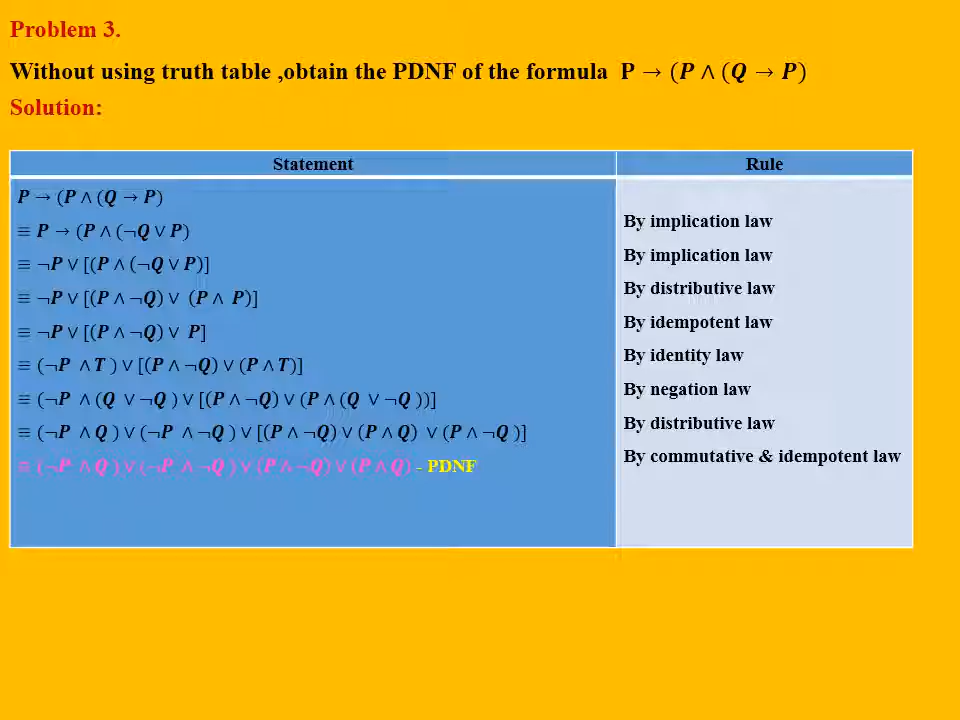 Problem 3.
Without using truth table ,obtain the PDNF of the formula P → (P ∧ (Q → P)
Solution:
Statement Rule
P → (P ∧ (Q → P)
By implication law
≡ P → (P ∧ (¬Q ∨ P)
By implication law
≡ ¬P ∨ [(P ∧ (¬Q ∨ P)]
By distributive law
≡ ¬P ∨ [(P ∧ ¬Q) ∨ (P ∧ P)]
By idempotent law
≡ ¬P ∨ [(P ∧ ¬Q) ∨ P]
By identity law
≡ (¬P ∧ T ) ∨ [(P ∧ ¬Q) ∨ (P ∧ T)]
By negation law
≡ (¬P ∧ (Q ∨ ¬Q ) ∨ [(P ∧ ¬Q) ∨ (P ∧ (Q ∨ ¬Q ))]
By distributive law
≡ (¬P ∧ Q ) ∨ (¬P ∧ ¬Q ) ∨ [(P ∧ ¬Q) ∨ (P ∧ Q) ∨ (P ∧ ¬Q )]
By commutative & idempotent law
≡ (¬P ∧ Q ) ∨ (¬P ∧ ¬Q ) ∨ (P ∧ ¬Q) ∨ (P ∧ Q) - PDNF